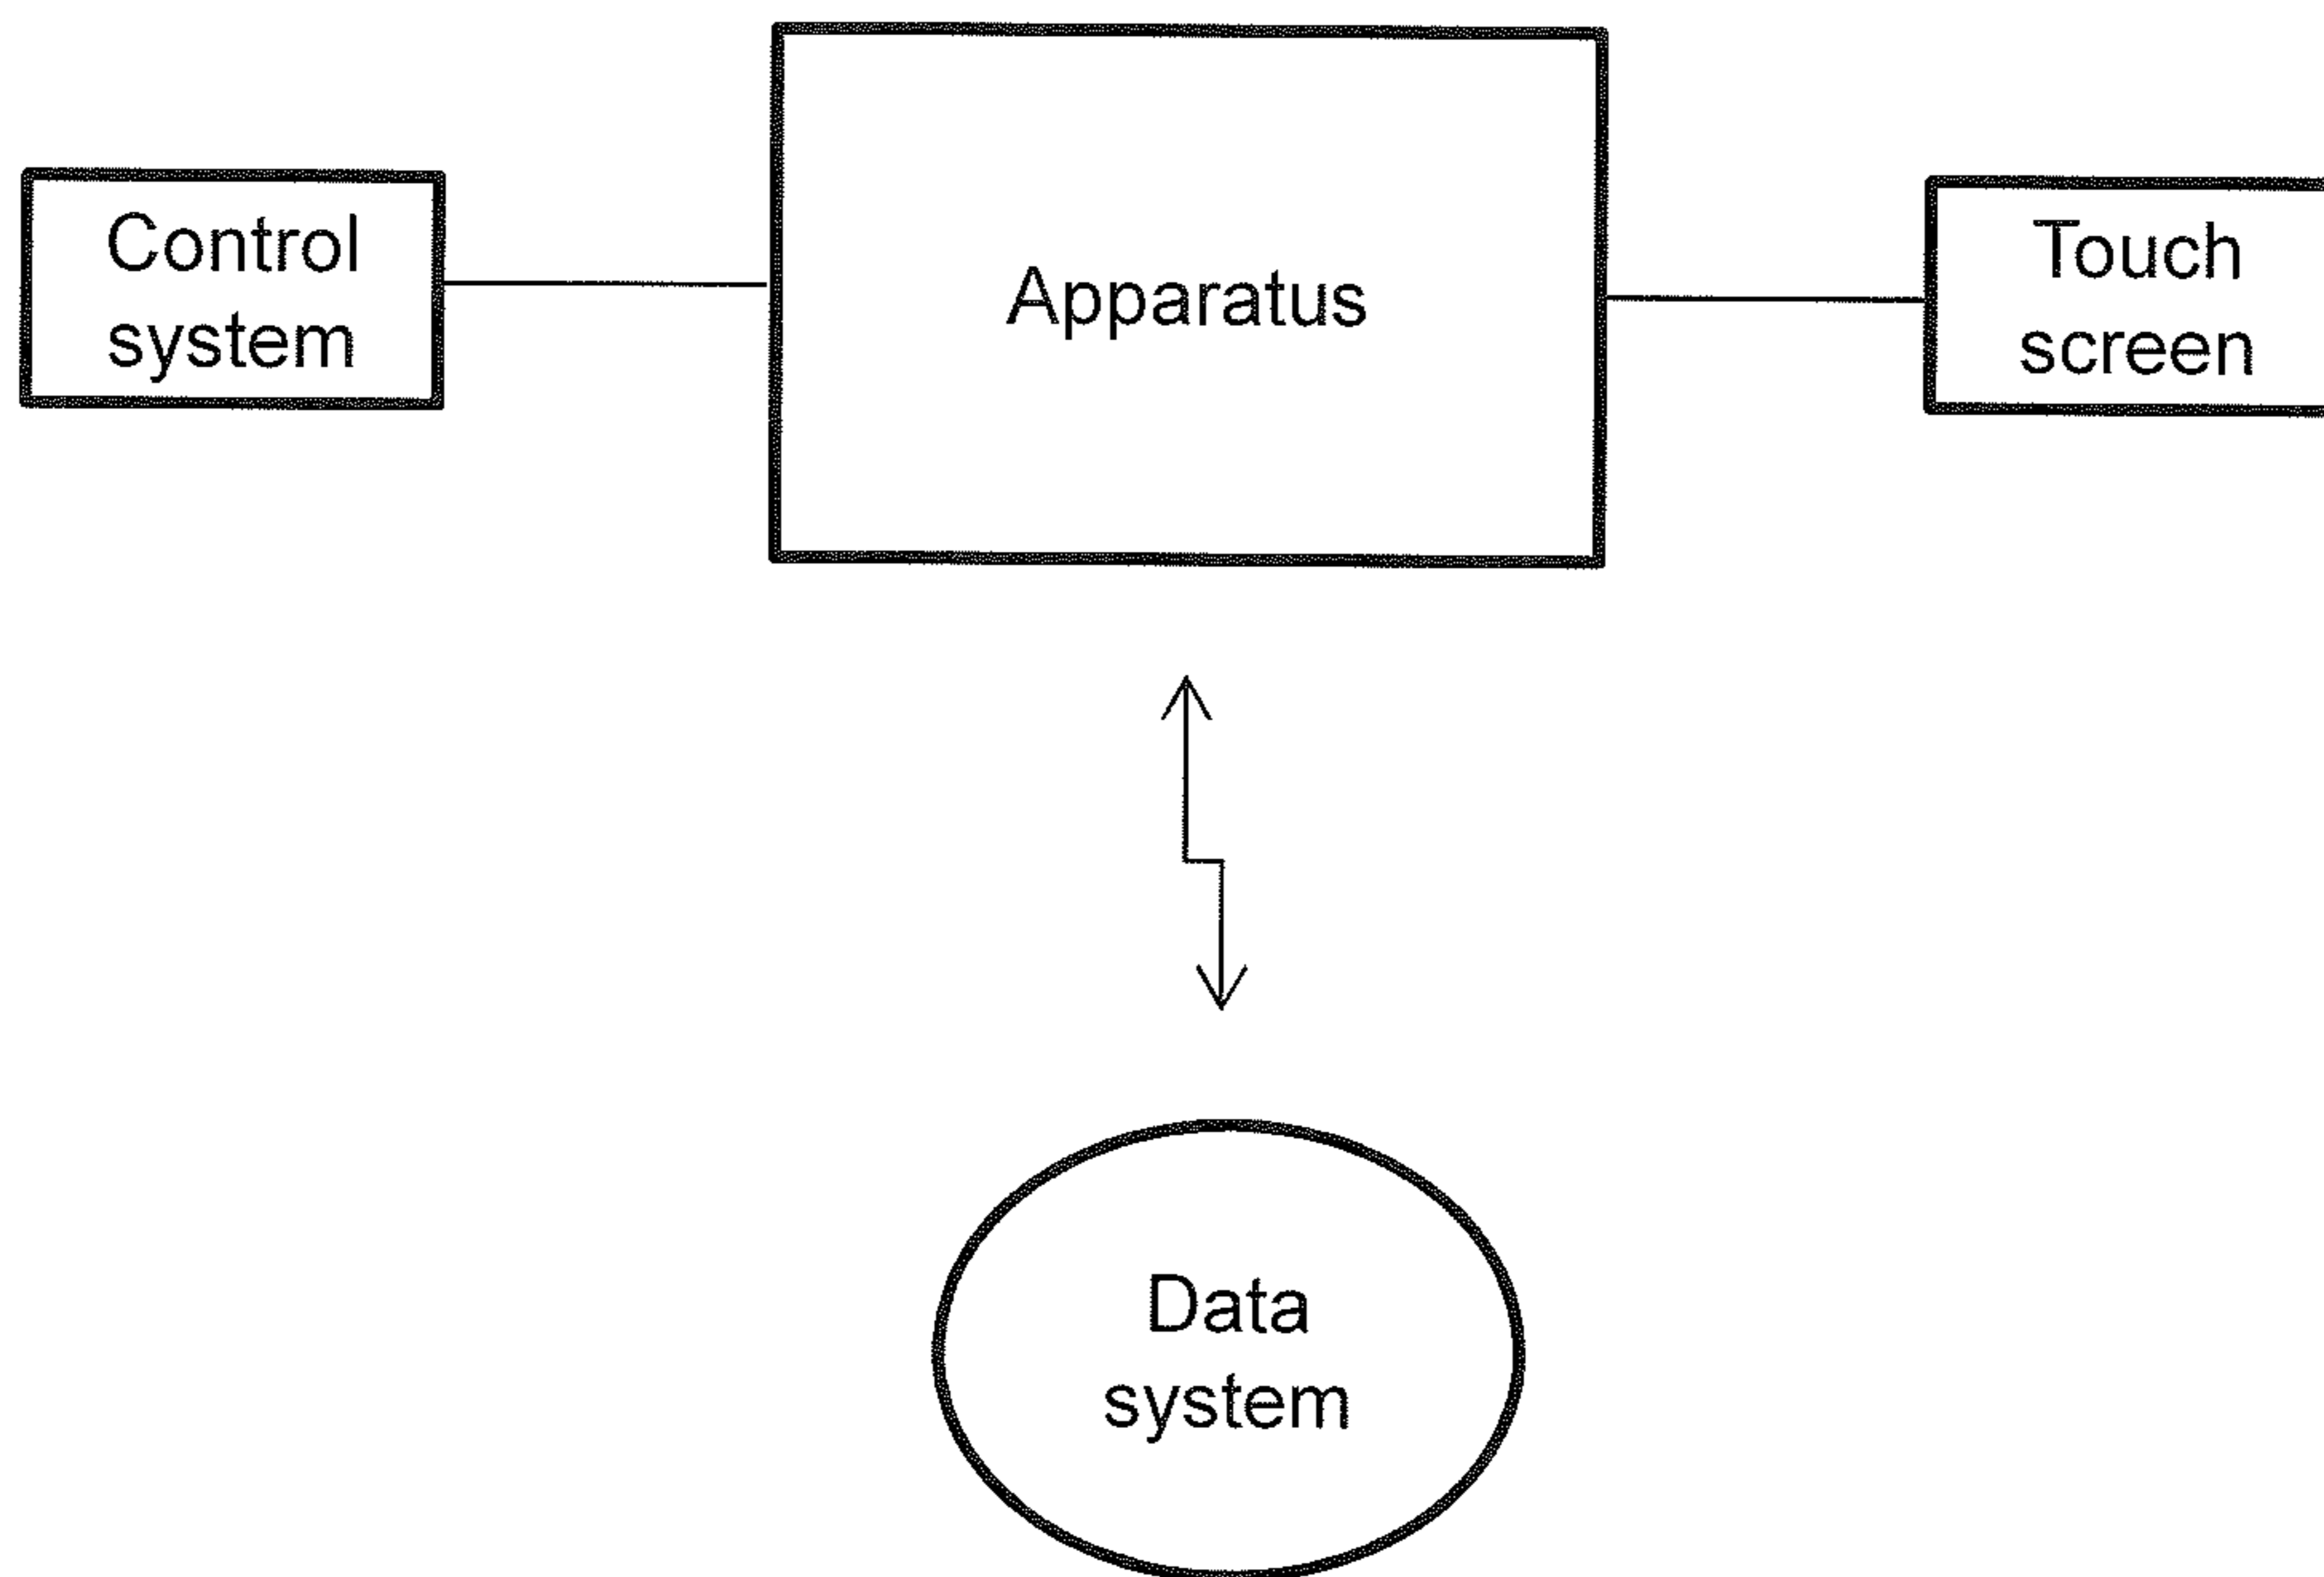 Control
system
Apparatus
Touch
screen
Data
system